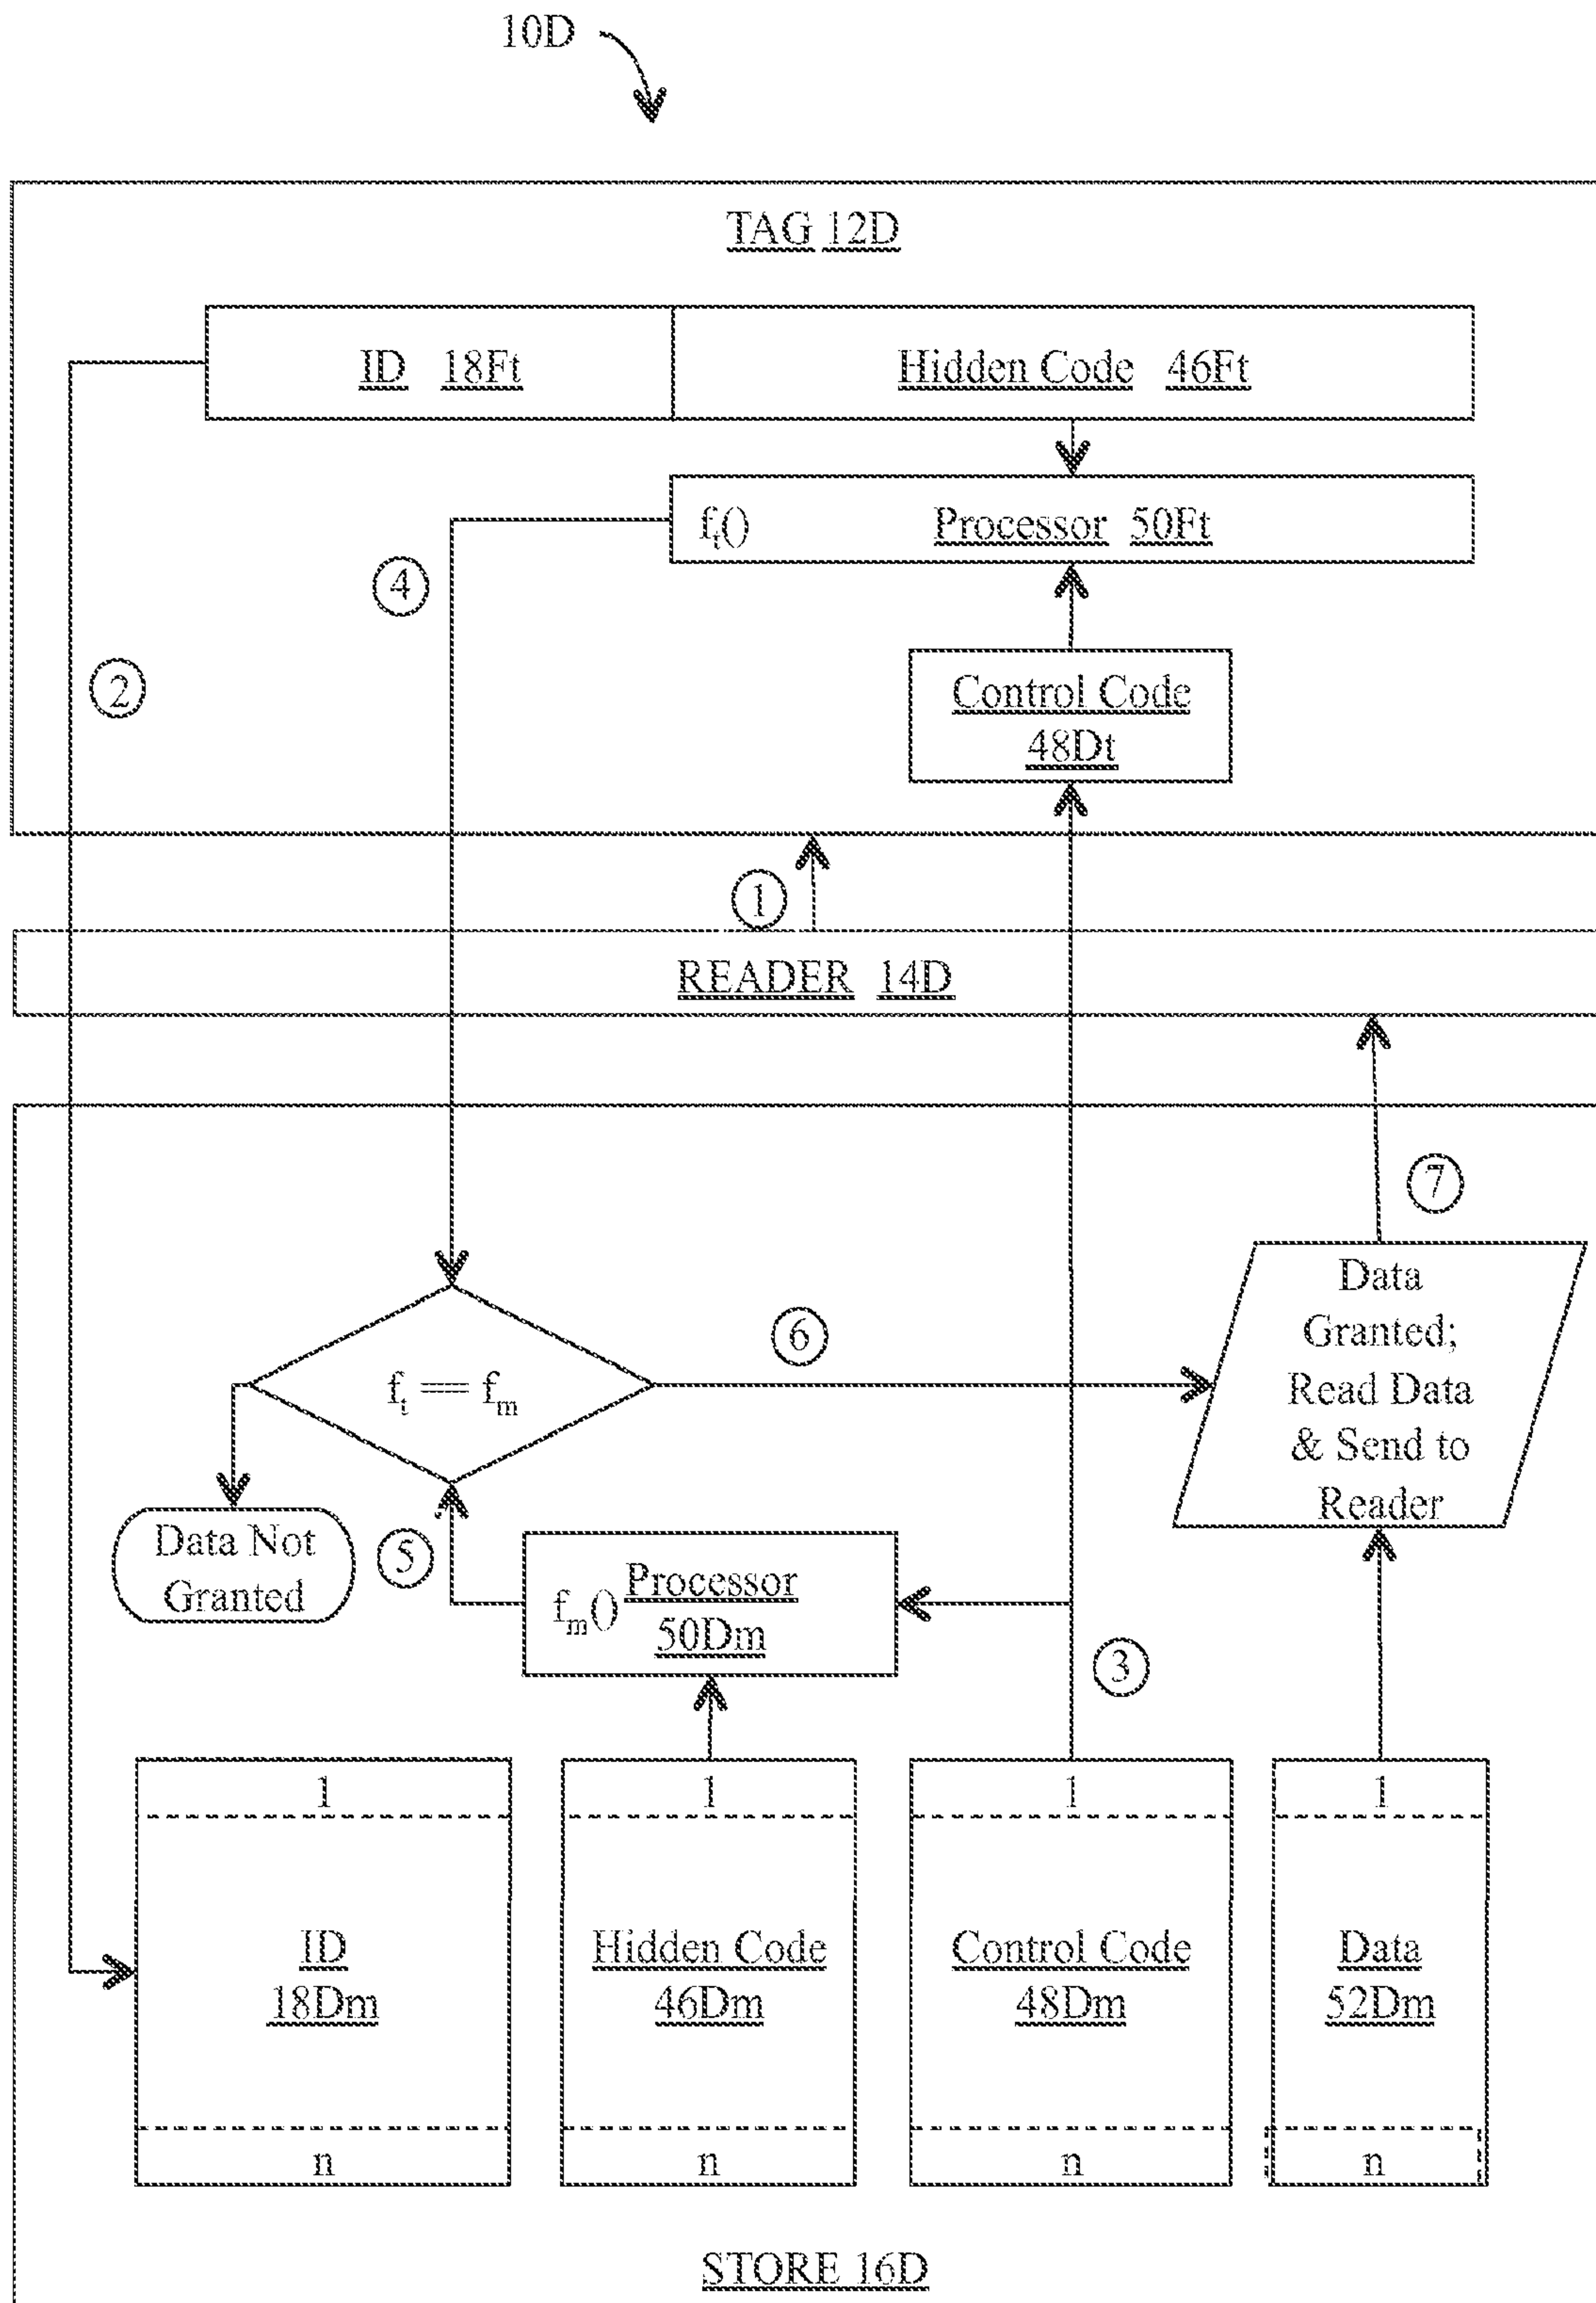 10D
TAG 12D
ID 18Ft
Hidden Code 46Ft
ft()
Processor 50Ft
4
2
Control Code
48Dt
1
READER 14D
7
Data
Granted;
Read Data
& Send to
Reader
6
ft == fm
Data Not
Granted
5
fm()
Processor
50Dm
3
1
1
1
1
ID
18Dm
Hidden Code
46Dm
Control Code
48Dm
Data
52Dm
n
n
n
n
STORE 16D